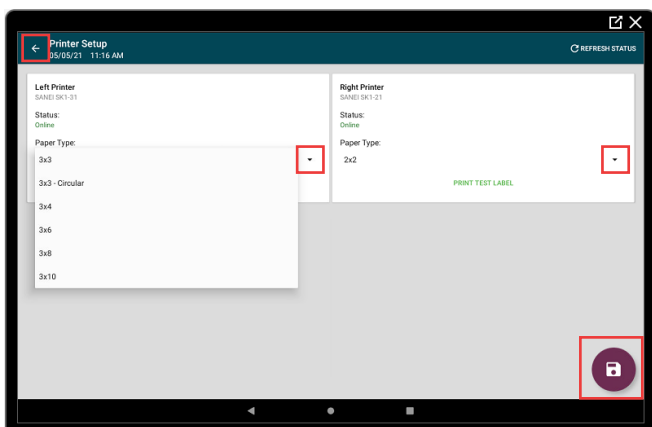 Printer Setup
05/05/21 11:16 AM
REFRESH STATUS
Left Printer
SANEI SK1-31
Status:
Online
Paper Type:
3x3
3x3 - Circular
3x4
3x6
3x8
3x10
Right Printer
SANEI SK1-21
Status:
Online
Paper Type:
2x2
PRINT TEST LABEL